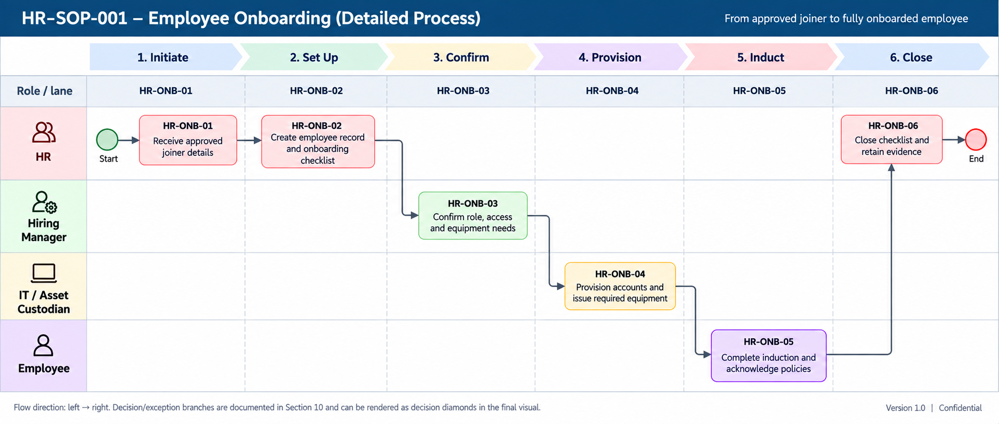 HR-SOP-001 – Employee Onboarding (Detailed Process)
From approved joiner to fully onboarded employee
1. Initiate
2. Set Up
3. Confirm
4. Provision
5. Induct
6. Close
Role / lane
HR-ONB-01
HR-ONB-02
HR-ONB-03
HR-ONB-04
HR-ONB-05
HR-ONB-06
HR
Start
HR-ONB-01
Receive approved
joiner details
HR-ONB-02
Create employee record
and onboarding
checklist
HR-ONB-06
Close checklist and
retain evidence
End
Hiring
Manager
HR-ONB-03
Confirm role, access
and equipment needs
IT / Asset
Custodian
HR-ONB-04
Provision accounts and
issue required equipment
Employee
HR-ONB-05
Complete induction and
acknowledge policies
Flow direction: left → right. Decision/exception branches are documented in Section 10 and can be rendered as decision diamonds in the final visual.
Version 1.0 | Confidential